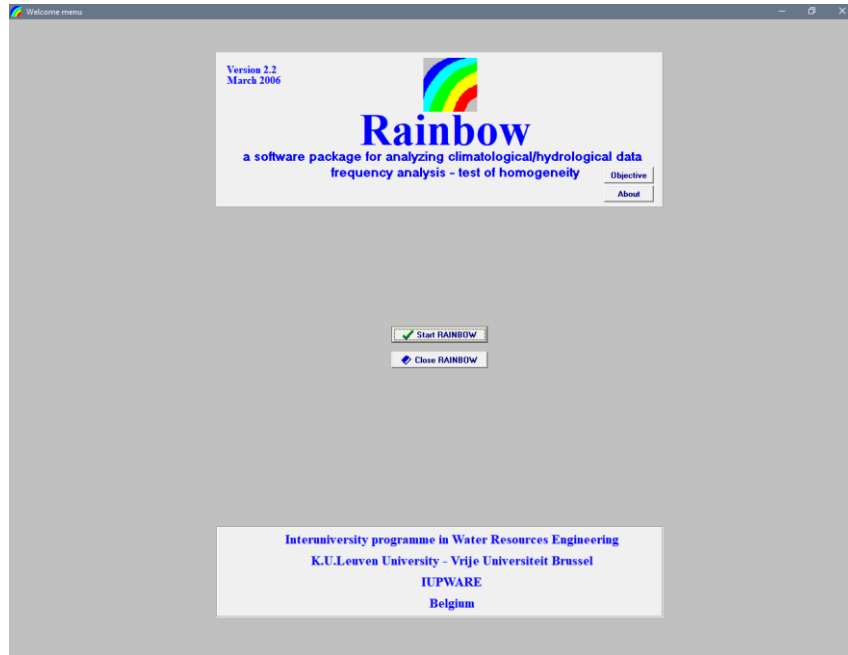 Welcome menu
Version 2.2
March 2006
Rainbow
a software package for analyzing climatological/hydrological data
frequency analysis - test of homogeneity
Objective
About
Start RAINBOW
Close RAINBOW
Interuniversity programme in Water Resources Engineering
K.U.Leuven University - Vrije Universiteit Brussel
IUPWARE
Belgium